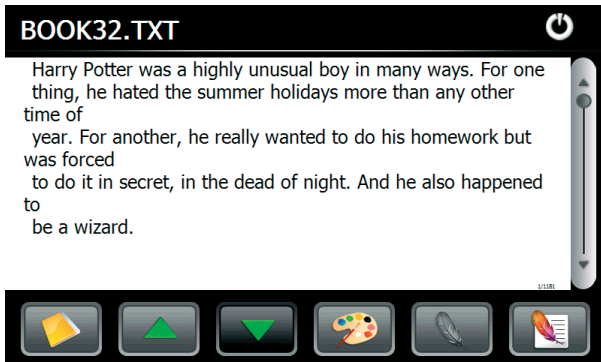 BOOK32.TXT
Harry Potter was a highly unusual boy in many ways. For one
thing, he hated the summer holidays more than any other
time of
year. For another, he really wanted to do his homework but
was forced
to do it in secret, in the dead of night. And he also happened
to
be a wizard.
1/1181